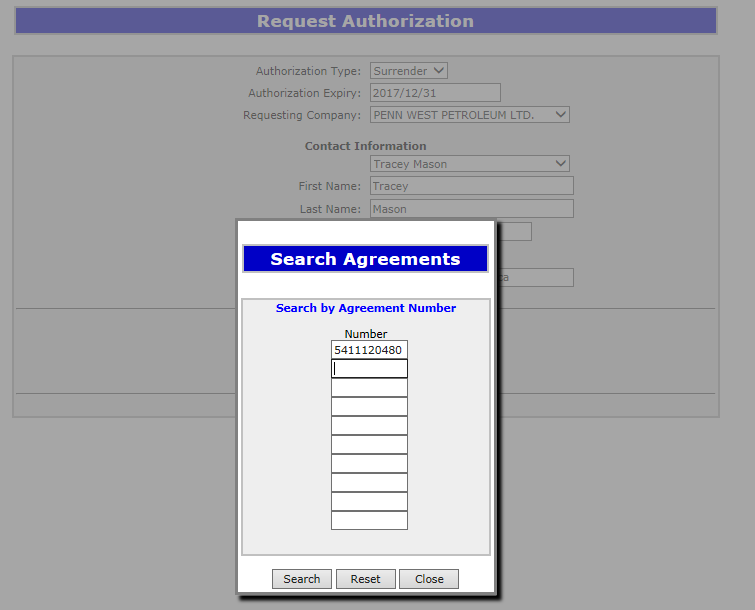 Request Authorization
Authorization Type: Surrender
Authorization Expiry: 2017/12/31
Requesting Company: PENN WEST PETROLEUM LTD.
Contact Information
Tracey Mason
First Name: Tracey
Last Name: Mason
Search Agreements
Search by Agreement Number
Number
5411120480
Search Reset Close